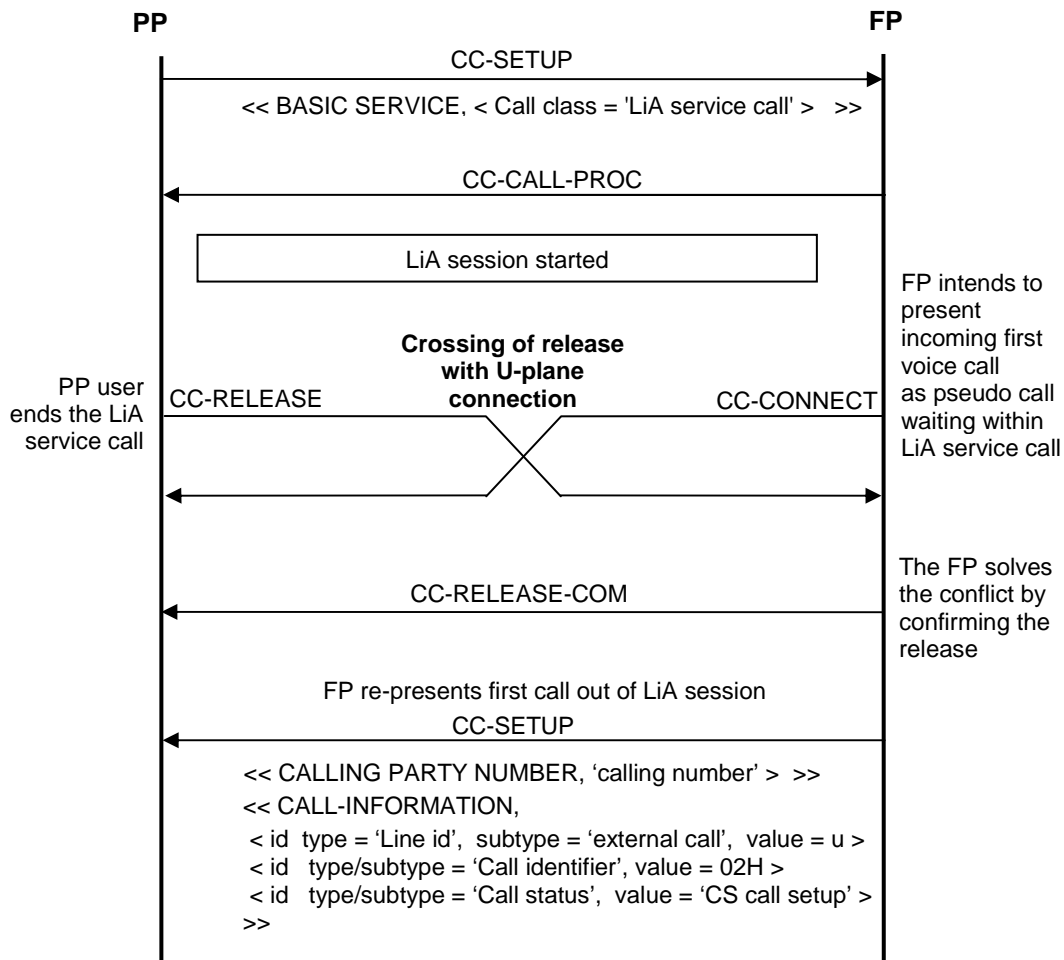 PP
FP
CC-SETUP
<< BASIC SERVICE, < Call class = 'LiA service call' > >>
CC-CALL-PROC
LiA session started
FP intends to
present
incoming first
voice call
as pseudo call
waiting within
LiA service call
Crossing of release
with U-plane
connection
PP user
ends the LiA
service call
CC-RELEASE
CC-CONNECT
The FP solves
the conflict by
confirming the
release
CC-RELEASE-COM
FP re-presents first call out of LiA session
CC-SETUP
<< CALLING PARTY NUMBER, ‘calling number’ > >>
<< CALL-INFORMATION,
< id type = ‘Line id’, subtype = ‘external call’, value = u >
< id type/subtype = ‘Call identifier’, value = 02H >
< id type/subtype = ‘Call status’, value = ‘CS call setup’ >
>>